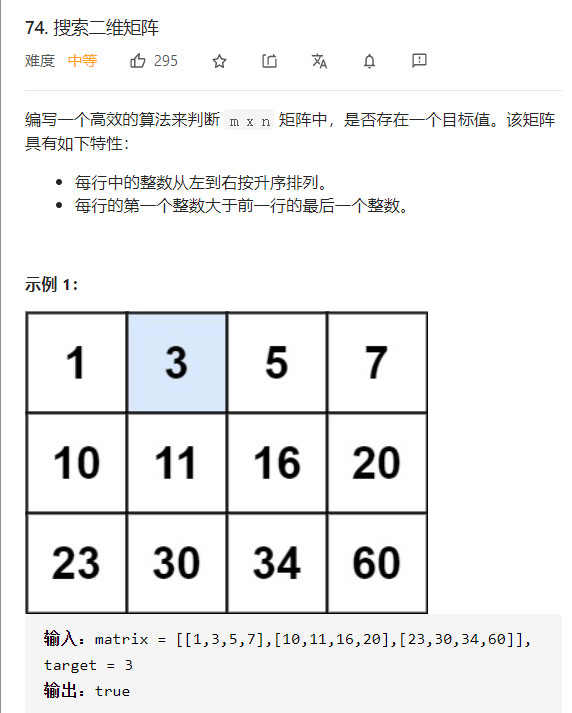 74. 搜索二维矩阵
难度 中等 295
编写一个高效的算法来判断 m x n 矩阵中，是否存在一个目标值。该矩阵
具有如下特性：
每行中的整数从左到右按升序排列。
每行的第一个整数大于前一行的最后一个整数。
示例 1：
1 3 5 7
10 11 16 20
23 30 34 60
输入：matrix = [[1,3,5,7],[10,11,16,20],[23,30,34,60]],
target = 3
输出：true